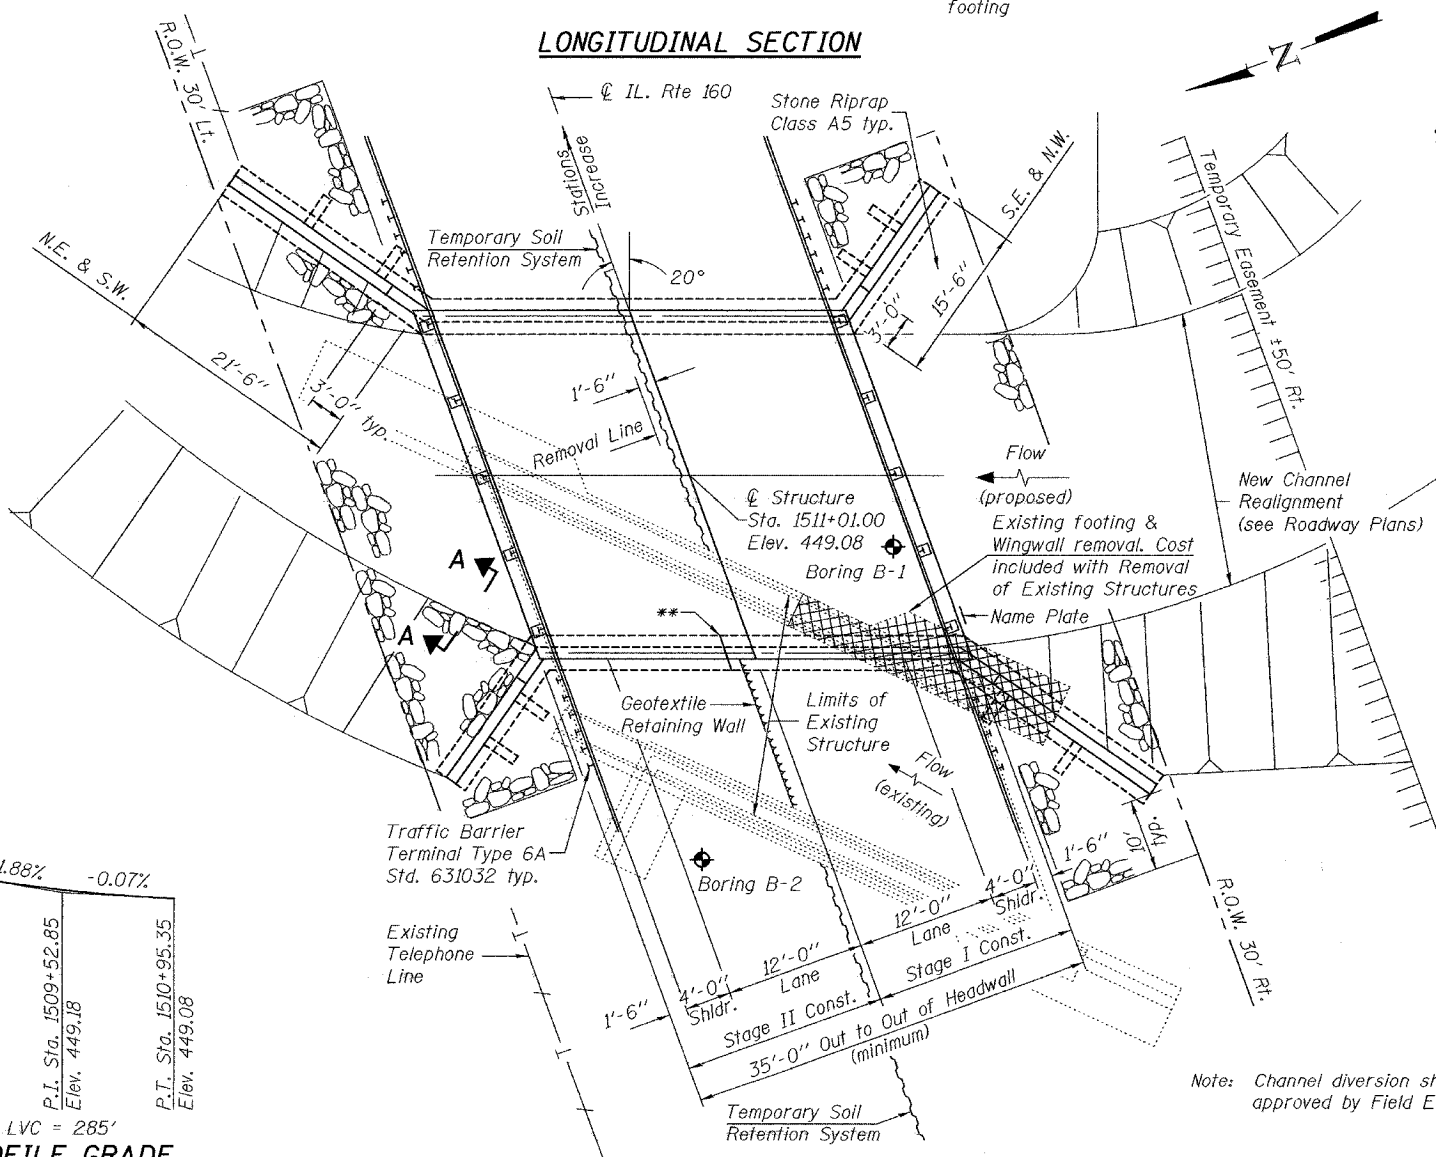 footing
LONGITUDINAL SECTION
R.O.W. 30' Lt.
℄ IL. Rte 160
Stations
Increase
Stone Riprap
Class A5 typ.
N
S.E. & N.W.
Temporary Easement ±50' Rt.
N.E. & S.W.
Temporary Soil
Retention System
20°
15'-6"
3'-0"
21'-6"
3'-0" typ.
1'-6"
Removal Line
Flow
(proposed)
New Channel
Realignment
(see Roadway Plans)
℄ Structure
Sta. 1511+01.00
Elev. 449.08
Boring B-1
Existing footing &
Wingwall removal. Cost
included with Removal
of Existing Structures
Name Plate
A
A
**
Geotextile
Retaining Wall
Limits of
Existing
Structure
Flow
(existing)
Traffic Barrier
Terminal Type 6A
Std. 631032 typ.
Boring B-2
10'
typ.
1'-6"
4'-0"
Shldr.
12'-0"
Lane
Stage I Const.
R.O.W. 30' Rt.
Existing
Telephone
Line
12'-0"
Lane
4'-0"
Shldr.
1'-6"
Stage II Const.
35'-0" Out to Out of Headwall
(minimum)
Temporary Soil
Retention System
.88%
-0.07%
P.I. Sta. 1509+52.85
Elev. 449.18
P.T. Sta. 1510+95.35
Elev. 449.08
LVC = 285'
OFILE GRADE
Note: Channel diversion sh
approved by Field E